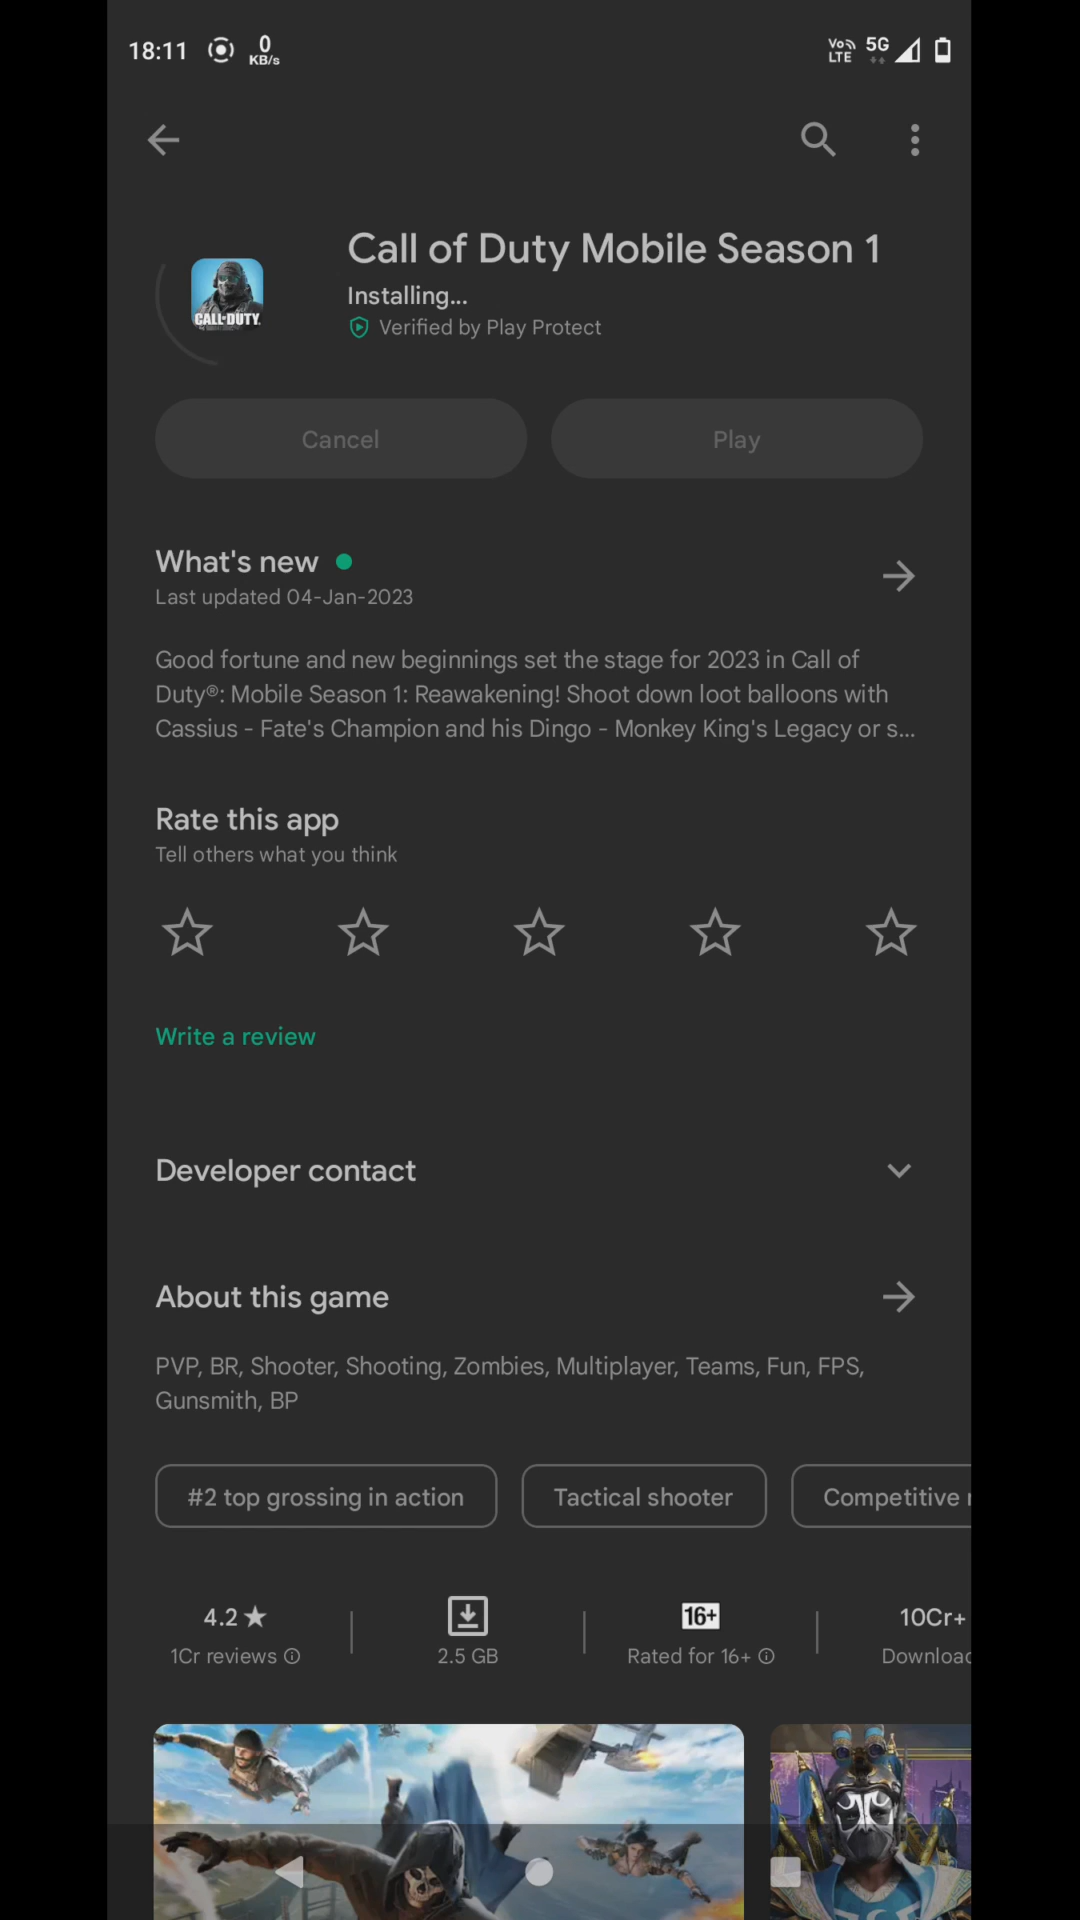 18:11 0 KB/s Vo LTE 5G
Call of Duty Mobile Season 1
Installing...
Verified by Play Protect
CALL OF DUTY
Cancel Play
What's new
Last updated 04-Jan-2023
Good fortune and new beginnings set the stage for 2023 in Call of
Duty®: Mobile Season 1: Reawakening! Shoot down loot balloons with
Cassius - Fate's Champion and his Dingo - Monkey King's Legacy or s...
Rate this app
Tell others what you think
Write a review
Developer contact
About this game
PVP, BR, Shooter, Shooting, Zombies, Multiplayer, Teams, Fun, FPS,
Gunsmith, BP
#2 top grossing in action Tactical shooter Competitive
4.2★ 16+ 10Cr+
1Cr reviews 2.5 GB Rated for 16+ Downloa